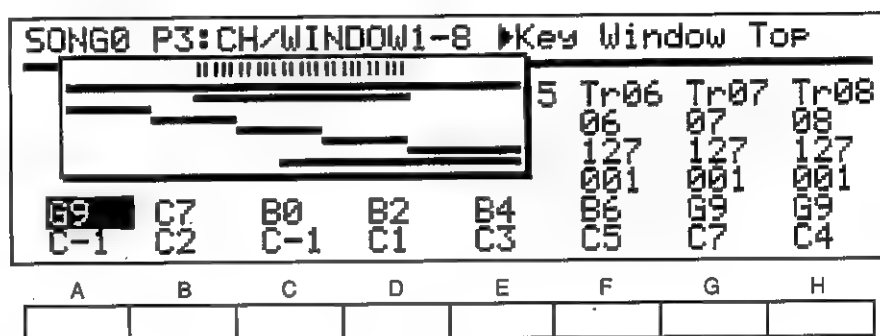 SONG0 P3:CH/WINDOW1-8 ▶Key Window Top
5 Tr06 Tr07 Tr08
06 07 08
127 127 127
001 001 001
G9 C7 B0 B2 B4 B6 G9 G9
C-1 C2 C-1 C1 C3 C5 C7 C4
A B C D E F G H